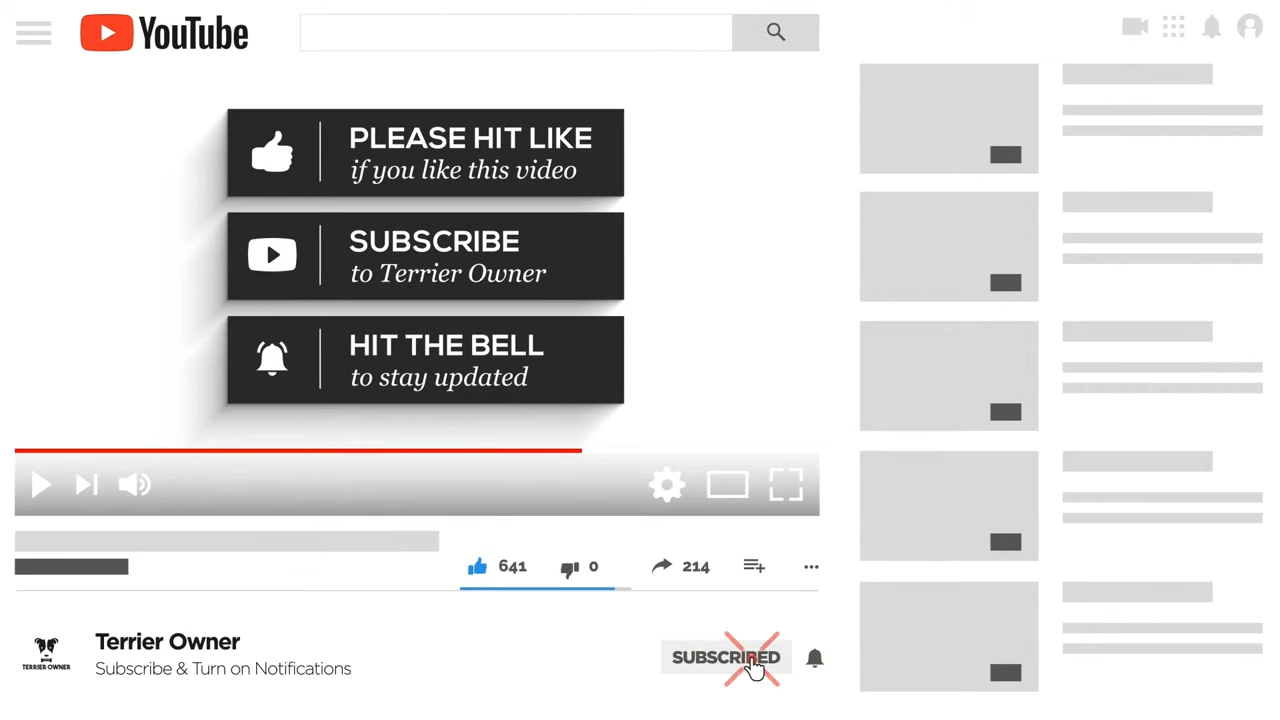 YouTube
PLEASE HIT LIKE
if you like this video
SUBSCRIBE
to Terrier Owner
HIT THE BELL
to stay updated
641
0
214
Terrier Owner
Subscribe & Turn on Notifications
TERRIER OWNER
SUBSCRIBED